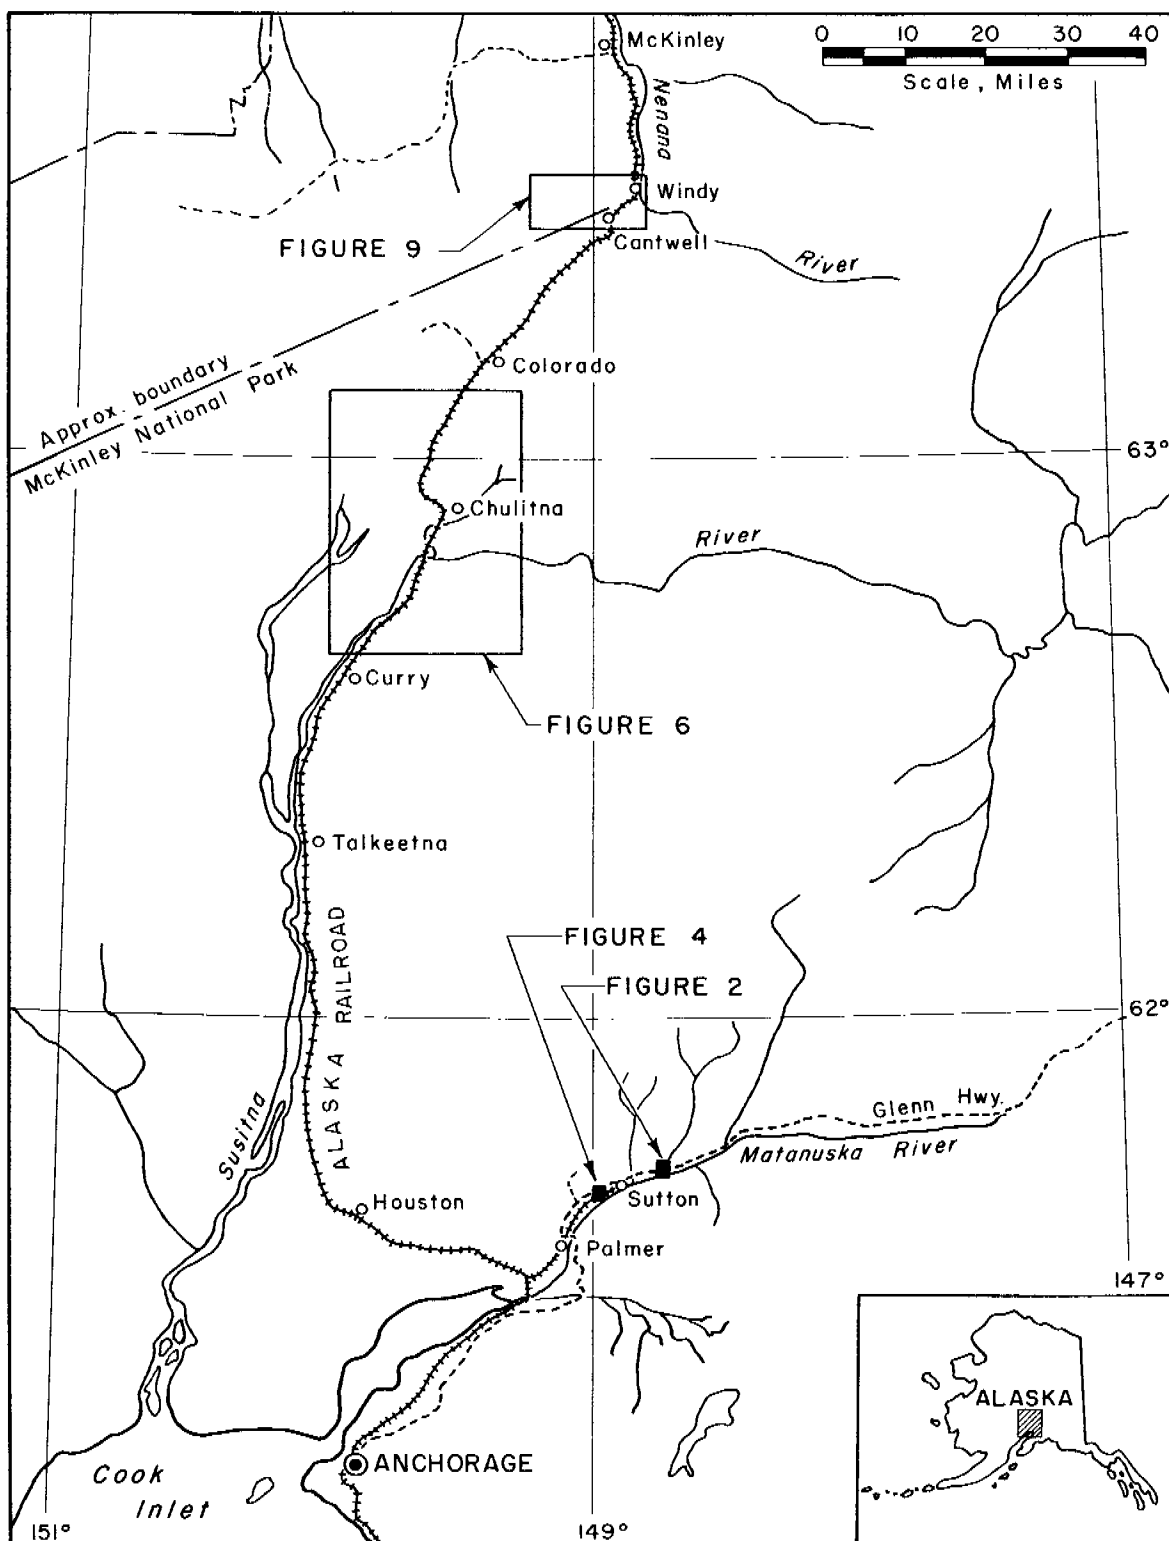 McKinley
0 10 20 30 40
Scale, Miles
Nenana
Windy
FIGURE 9
Cantwell
River
Colorado
Approx. boundary
McKinley National Park
63°
Chulitna
River
Curry
FIGURE 6
Talkeetna
ALASKA RAILROAD
FIGURE 4
FIGURE 2
62°
Glenn Hwy.
Matanuska River
Susitna
Sutton
Houston
Palmer
147°
ALASKA
ANCHORAGE
Cook
Inlet
151°
149°